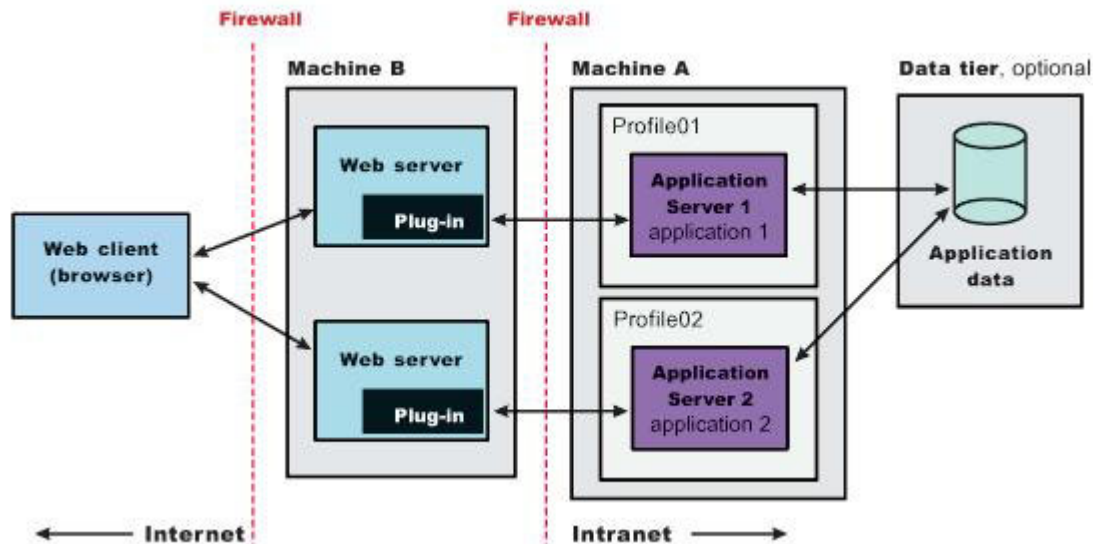 Firewall
Firewall
Machine B
Machine A
Data tier, optional
Web client
(browser)
Web server
Plug-in
Web server
Plug-in
Profile01
Application
Server 1
application 1
Profile02
Application
Server 2
application 2
Application
data
Internet
Intranet